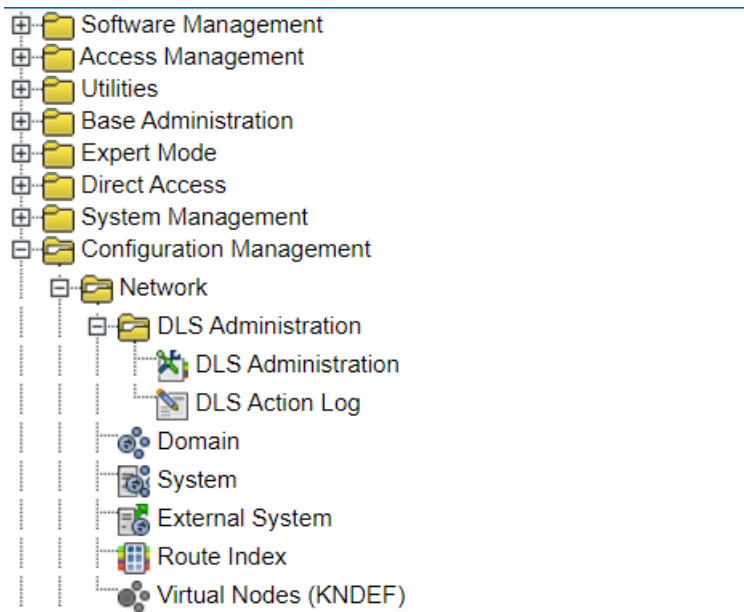 Software Management
Access Management
Utilities
Base Administration
Expert Mode
Direct Access
System Management
Configuration Management
Network
DLS Administration
DLS Administration
DLS Action Log
Domain
System
External System
Route Index
Virtual Nodes (KNDEF)